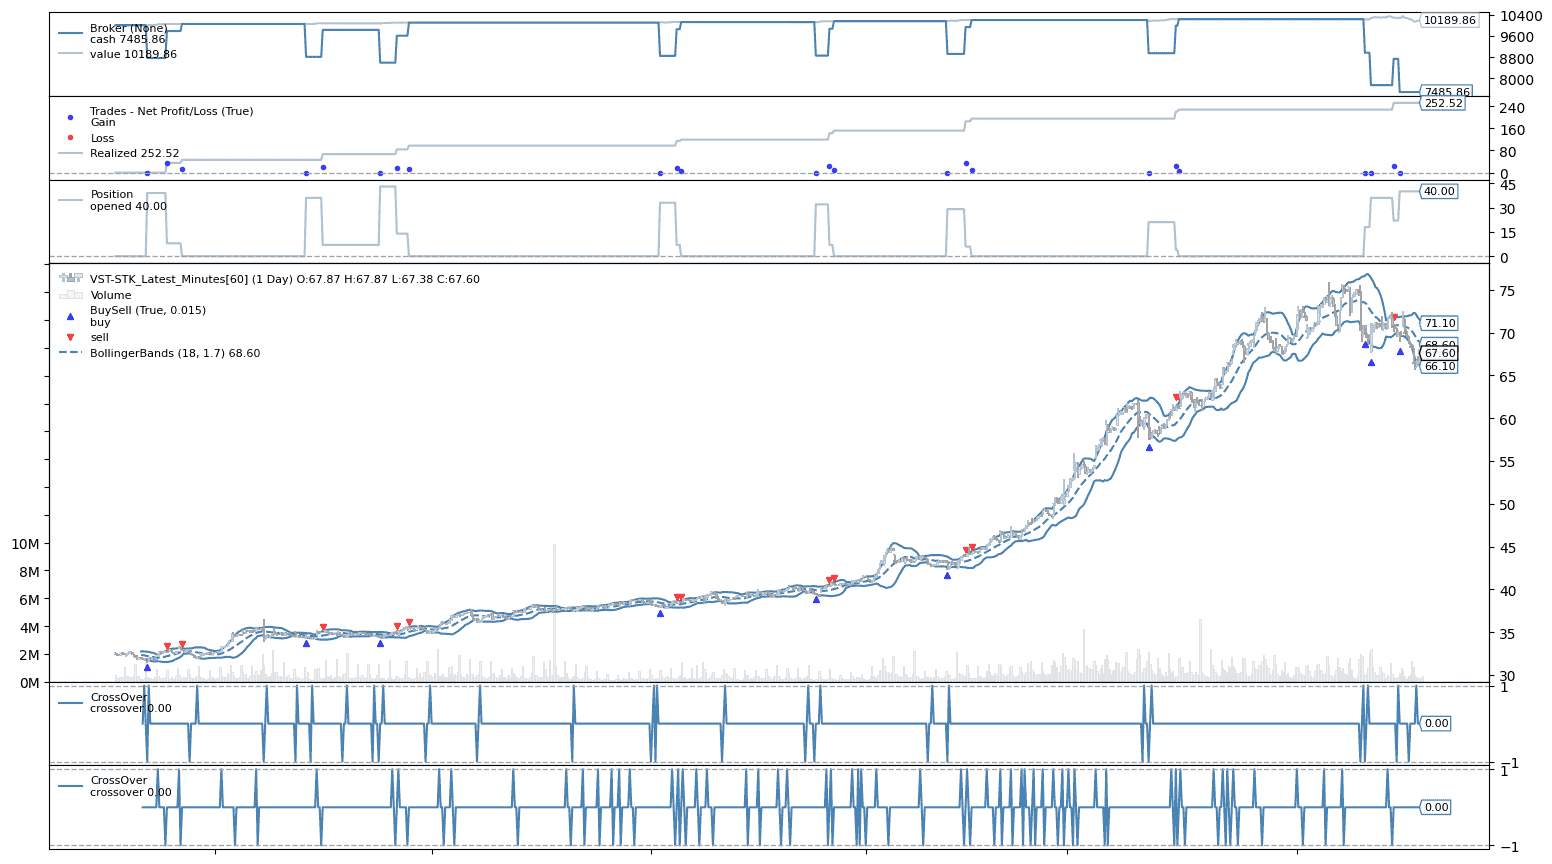 Broker (None)
cash 7485.86
value 10189.86
10400
10189.86
9600
8800
8000
7485.86
Trades - Net Profit/Loss (True)
Gain
Loss
Realized 252.52
252.52
240
160
80
0
Position
opened 40.00
45
40.00
30
15
0
VST-STK_Latest_Minutes[60] (1 Day) O:67.87 H:67.87 L:67.38 C:67.60
Volume
BuySell (True, 0.015)
buy
sell
BollingerBands (18, 1.7) 68.60
75
71.10
70
68.60
67.60
66.10
65
60
55
50
45
40
35
30
10M
8M
6M
4M
2M
0M
CrossOver
crossover 0.00
1
0.00
−1
CrossOver
crossover 0.00
1
0.00
−1